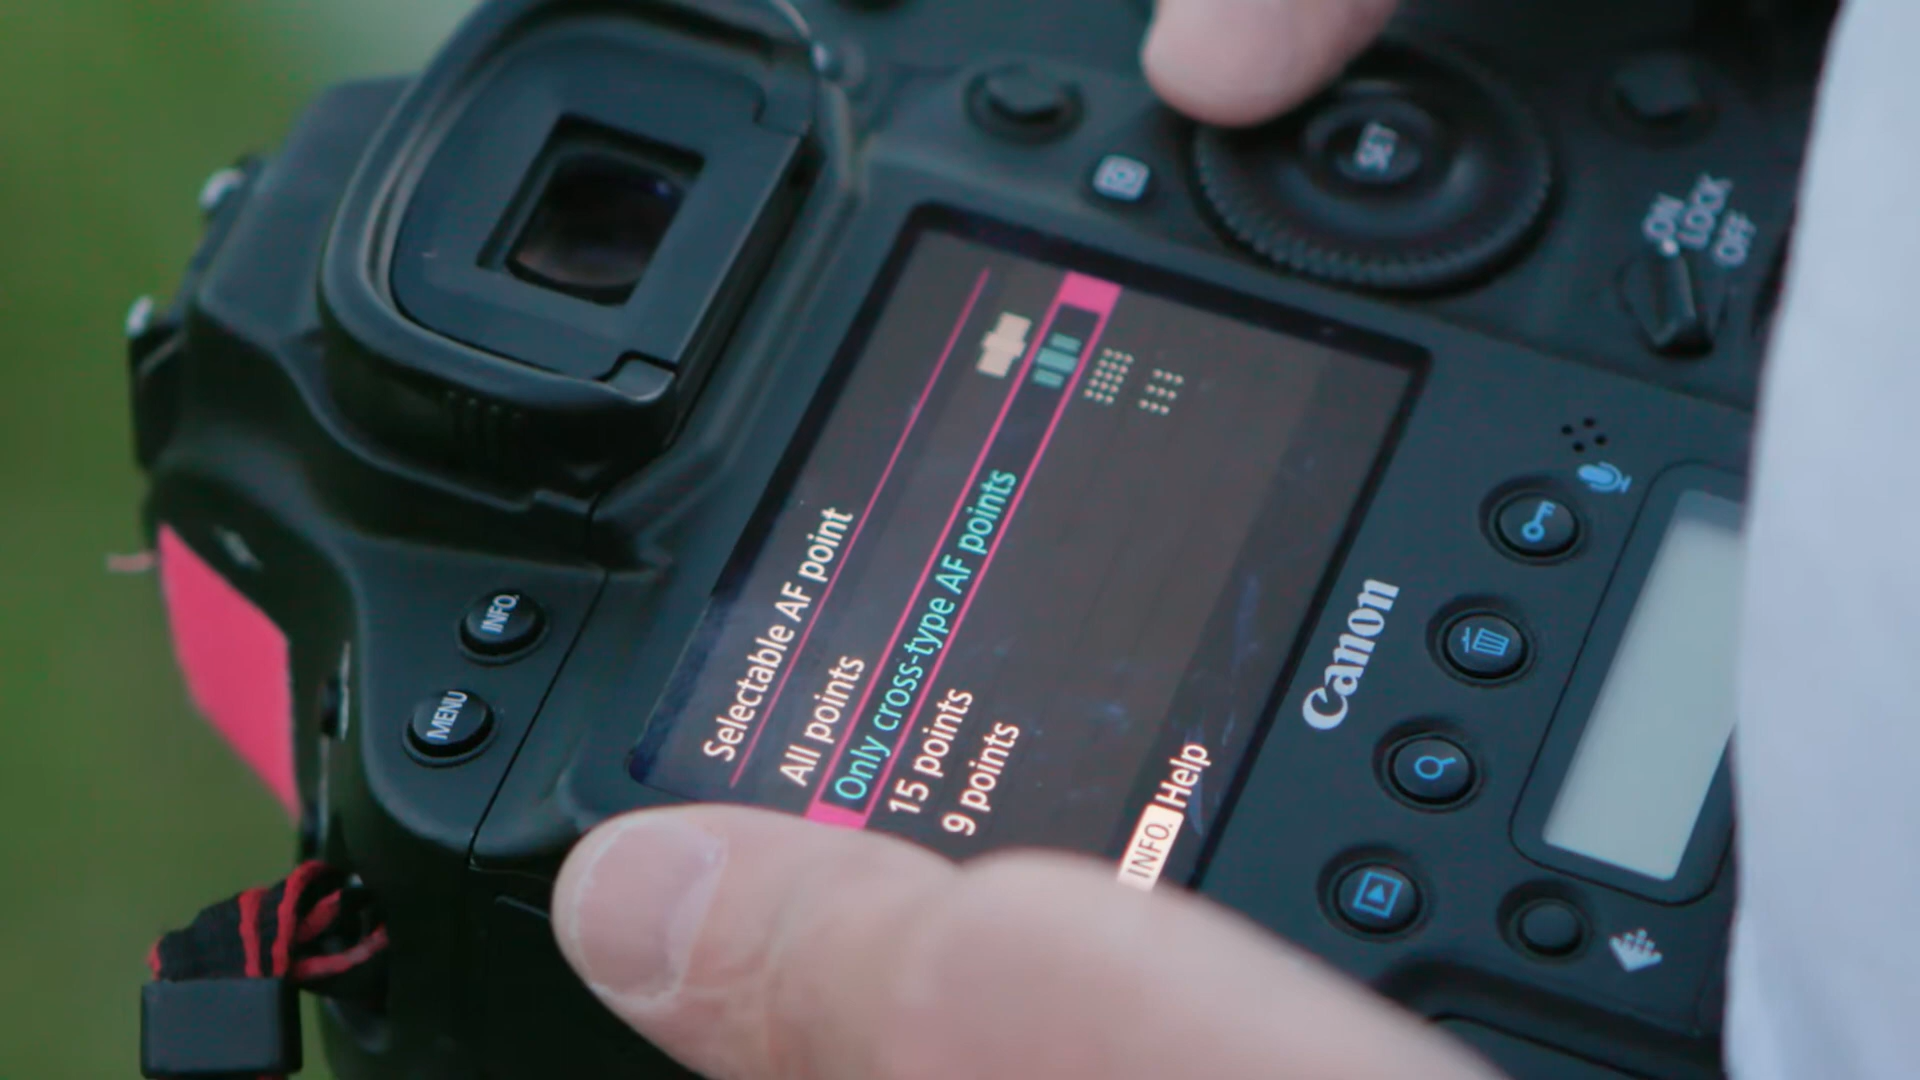 Selectable AF point
All points
Only cross-type AF points
15 points
9 points
INFO. Help
MENU
INFO.
SET
ON
LOCK
OFF
Canon